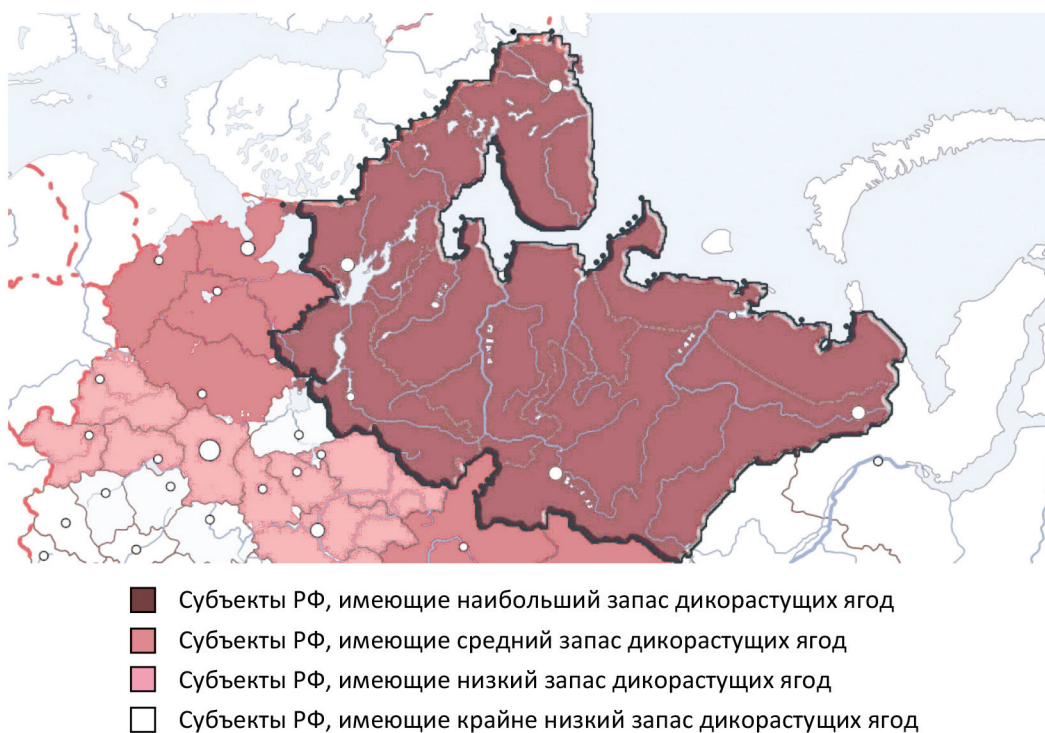 Субъекты РФ, имеющие наибольший запас дикорастущих ягод
Субъекты РФ, имеющие средний запас дикорастущих ягод
Субъекты РФ, имеющие низкий запас дикорастущих ягод
Субъекты РФ, имеющие крайне низкий запас дикорастущих ягод